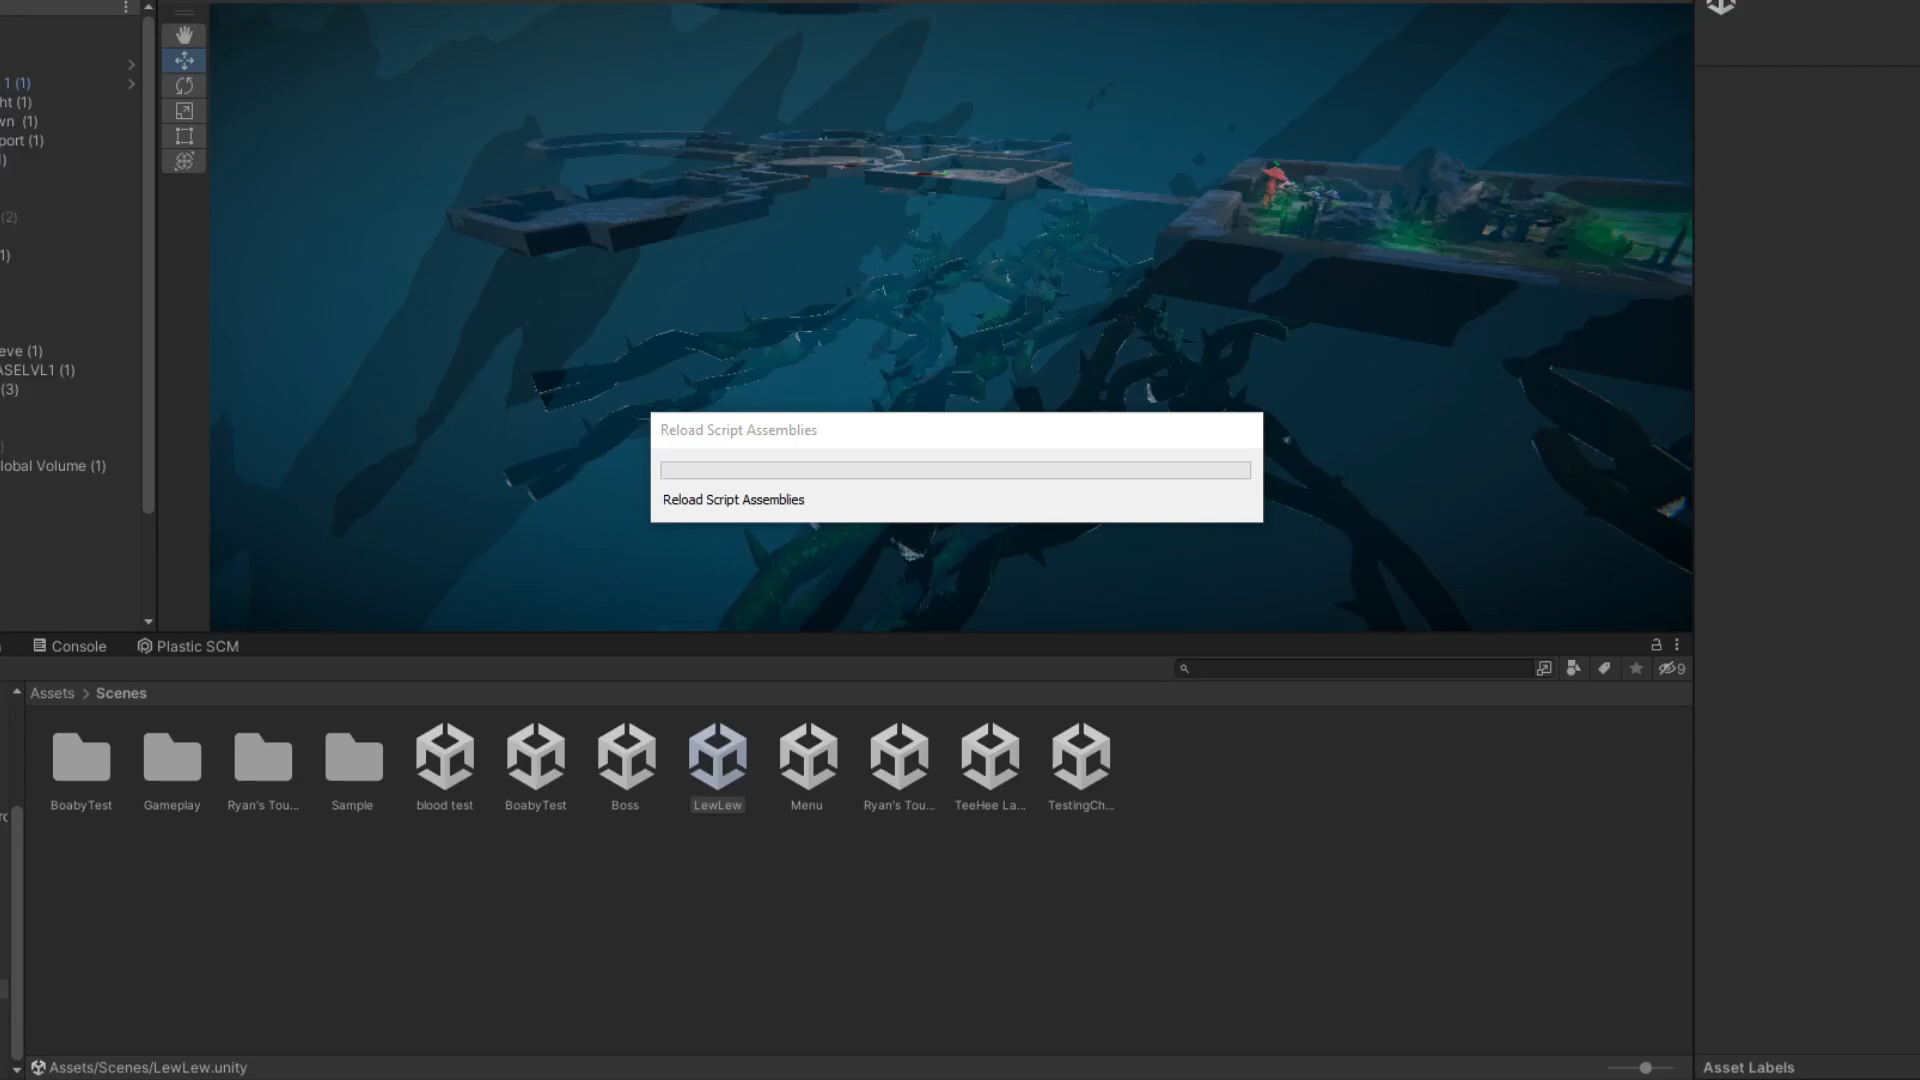 1 (1)
ht (1)
wn (1)
port (1)
)
(2)
1)
eve (1)
ASELVL1 (1)
(3)
)
lobal Volume (1)
Reload Script Assemblies
Reload Script Assemblies
Console
Plastic SCM
9
Assets > Scenes
BoabyTest
Gameplay
Ryan's Tou...
Sample
blood test
BoabyTest
Boss
LewLew
Menu
Ryan's Tou...
TeeHee La...
TestingCh...
Assets/Scenes/LewLew.unity
Asset Labels